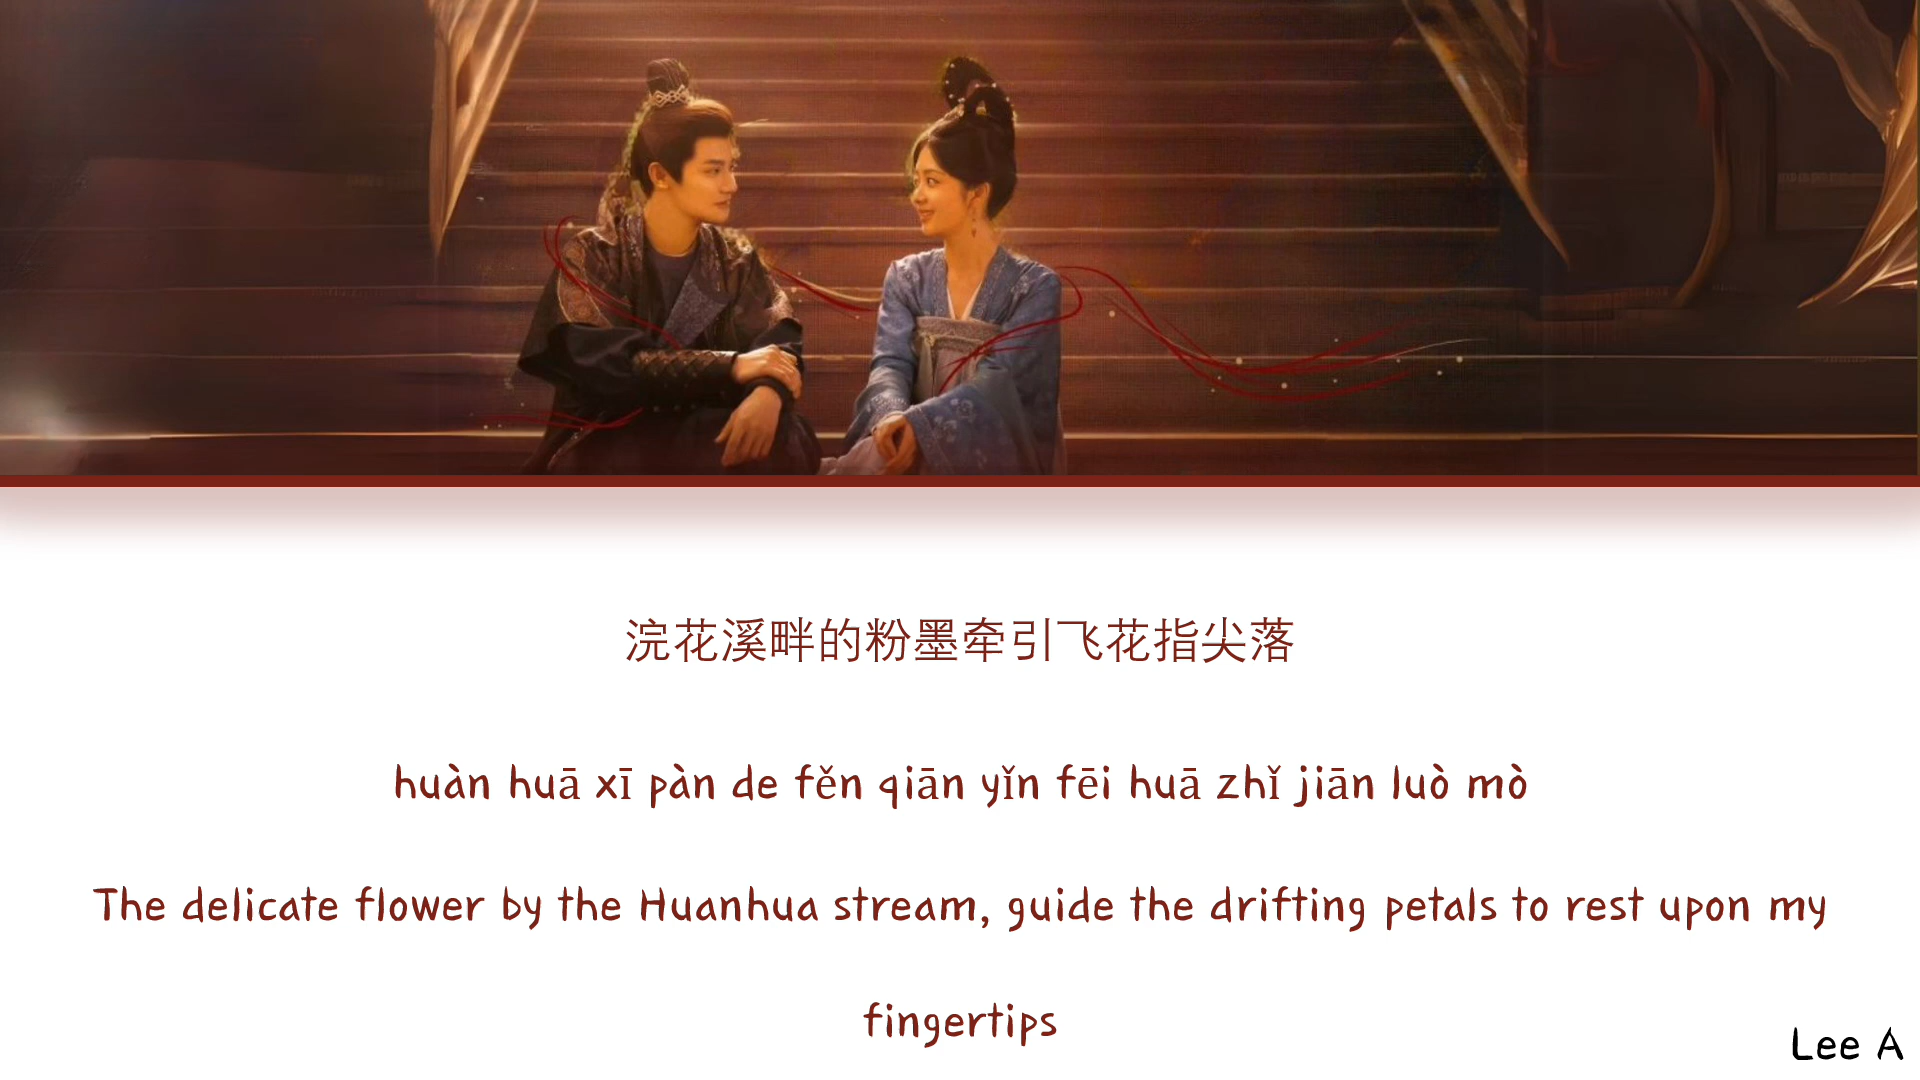 浣花溪畔的粉墨牵引飞花指尖落
huàn huā xī pàn de fěn qiān yǐn fēi huā zhǐ jiān luò mò
The delicate flower by the Huanhua stream, guide the drifting petals to rest upon my
fingertips
Lee A